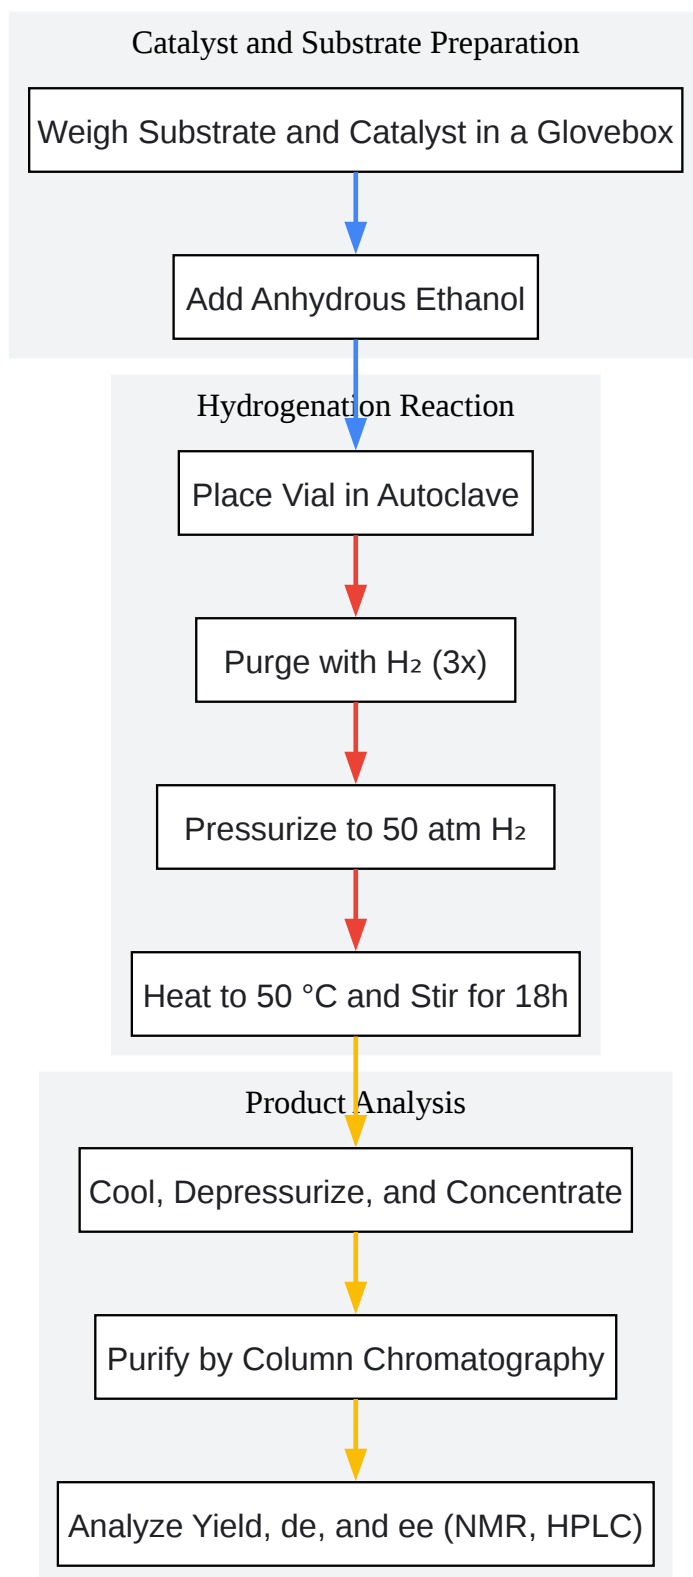 Catalyst and Substrate Preparation
Weigh Substrate and Catalyst in a Glovebox
Add Anhydrous Ethanol
Hydrogenation Reaction
Place Vial in Autoclave
Purge with H₂ (3x)
Pressurize to 50 atm H₂
Heat to 50 °C and Stir for 18h
Product Analysis
Cool, Depressurize, and Concentrate
Purify by Column Chromatography
Analyze Yield, de, and ee (NMR, HPLC)